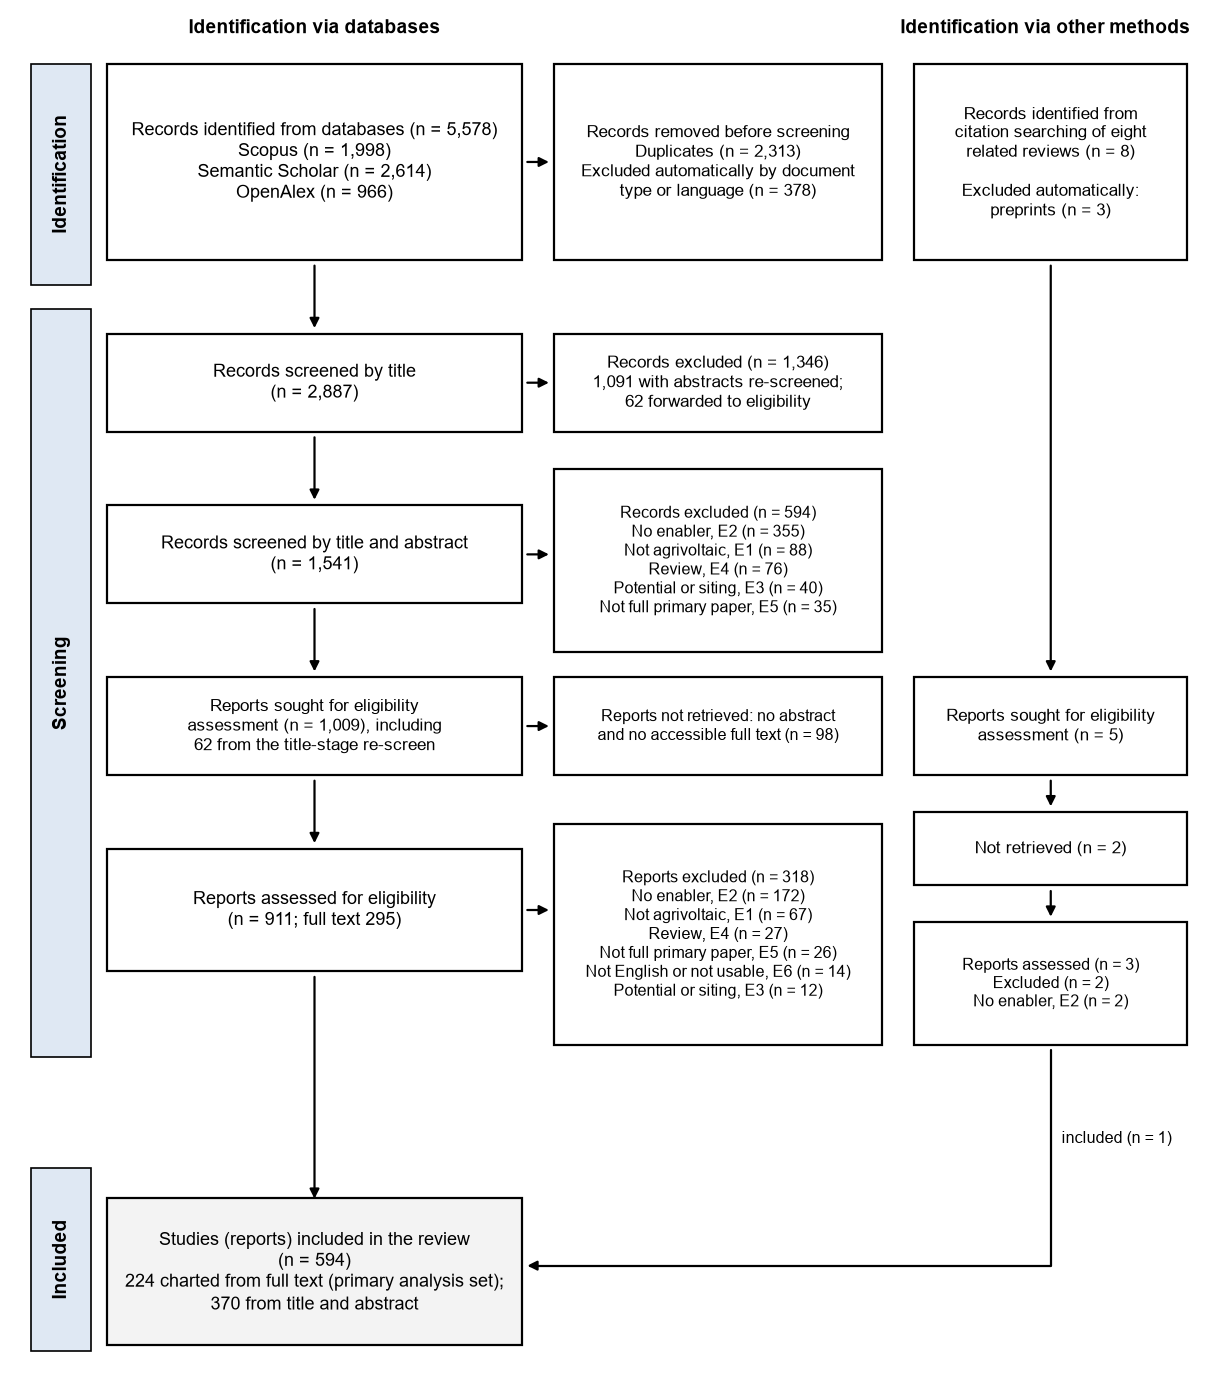 Identification via databases
Identification via other methods
Identification
Records identified from databases (n = 5,578)
Scopus (n = 1,998)
Semantic Scholar (n = 2,614)
OpenAlex (n = 966)
Records removed before screening
Duplicates (n = 2,313)
Excluded automatically by document
type or language (n = 378)
Records identified from
citation searching of eight
related reviews (n = 8)
Excluded automatically:
preprints (n = 3)
Screening
Records screened by title
(n = 2,887)
Records excluded (n = 1,346)
1,091 with abstracts re-screened;
62 forwarded to eligibility
Records screened by title and abstract
(n = 1,541)
Records excluded (n = 594)
No enabler, E2 (n = 355)
Not agrivoltaic, E1 (n = 88)
Review, E4 (n = 76)
Potential or siting, E3 (n = 40)
Not full primary paper, E5 (n = 35)
Reports sought for eligibility
assessment (n = 1,009), including
62 from the title-stage re-screen
Reports not retrieved: no abstract
and no accessible full text (n = 98)
Reports sought for eligibility
assessment (n = 5)
Not retrieved (n = 2)
Reports assessed for eligibility
(n = 911; full text 295)
Reports excluded (n = 318)
No enabler, E2 (n = 172)
Not agrivoltaic, E1 (n = 67)
Review, E4 (n = 27)
Not full primary paper, E5 (n = 26)
Not English or not usable, E6 (n = 14)
Potential or siting, E3 (n = 12)
Reports assessed (n = 3)
Excluded (n = 2)
No enabler, E2 (n = 2)
included (n = 1)
Included
Studies (reports) included in the review
(n = 594)
224 charted from full text (primary analysis set);
370 from title and abstract